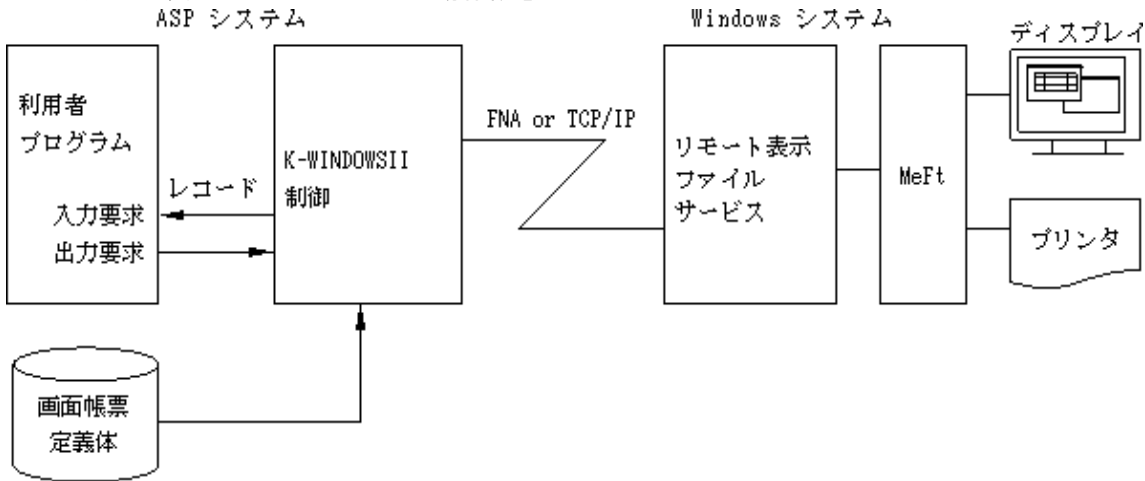 ASP システム
Windows システム
ディスプレイ
利用者
プログラム
レコード
入力要求
出力要求
K-WINDOWSII
制御
FNA or TCP/IP
リモート表示
ファイル
サービス
MeFt
プリンタ
画面帳票
定義体